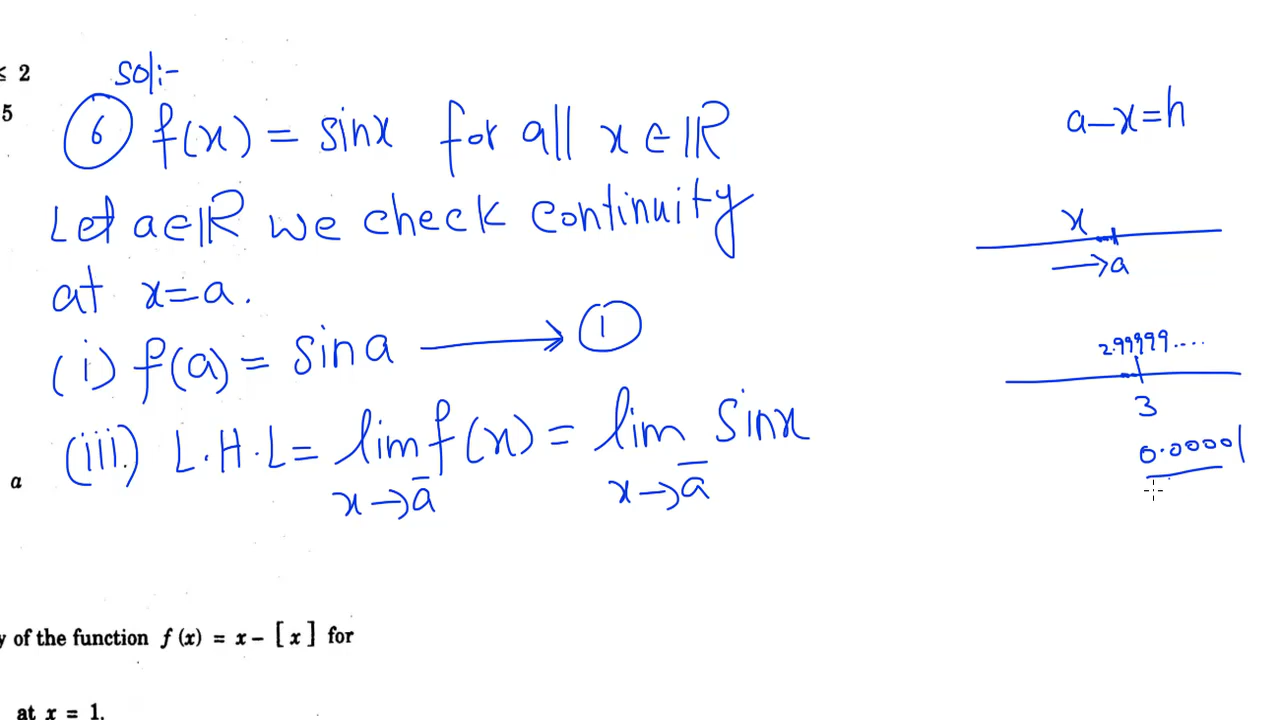 ≤ 2
5
Sol:-
⑥ f(x) = sinx for all x∈ℝ
Let a∈ℝ we check continuity
at x=a.
(i) f(a) = sin a ⟶ ①
(iii) L.H.L = lim f(x) = lim Sinx
x→a⁻ x→a⁻
a-x=h
x
→a
2.99999....
3
0.00001
a
y of the function f (x) = x – [ x ] for
at x = 1.